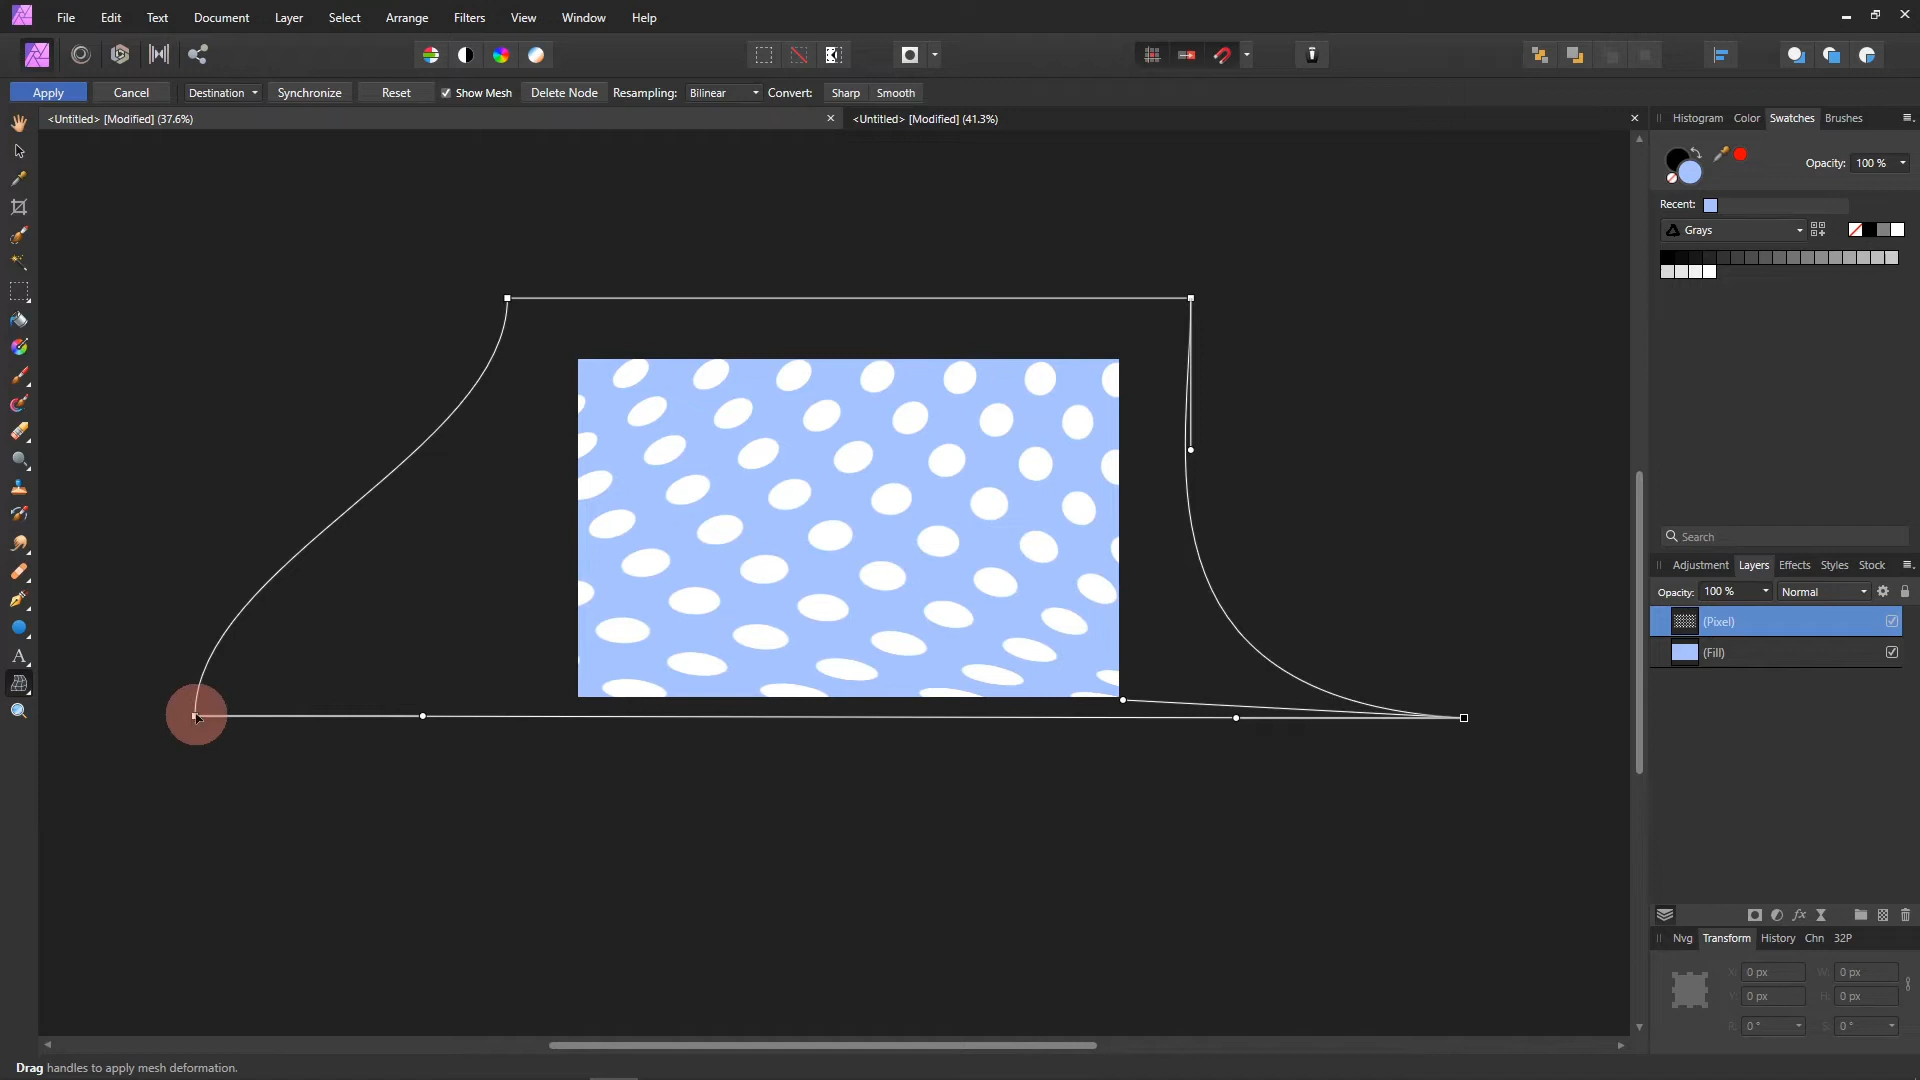 File Edit Text Document Layer Select Arrange Filters View Window Help
Apply Cancel Destination Synchronize Reset Show Mesh Delete Node Resampling: Bilinear Convert: Sharp Smooth
<Untitled> [Modified] (37.6%) <Untitled> [Modified] (41.3%)
Histogram Color Swatches Brushes
Opacity: 100 %
Recent:
Grays
Search
Adjustment Layers Effects Styles Stock
Opacity: 100 % Normal
(Pixel)
(Fill)
Nvg Transform History Chn 32P
X: 0 px W: 0 px
Y: 0 px H: 0 px
R: 0 ° S: 0 °
Drag handles to apply mesh deformation.